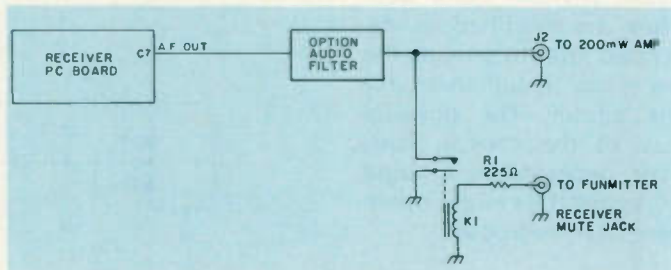 RECEIVER
PC BOARD
C7
AF OUT
OPTION
AUDIO
FILTER
J2
TO 200mW AMP
R1
225Ω
K1
TO FUNMITTER
RECEIVER
MUTE JACK